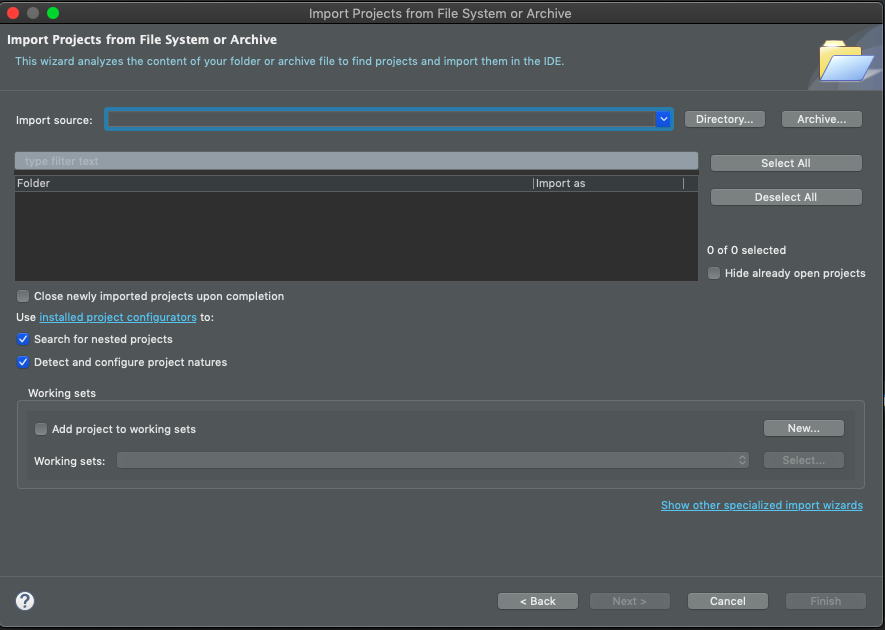 Import Projects from File System or Archive
Import Projects from File System or Archive
This wizard analyzes the content of your folder or archive file to find projects and import them in the IDE.
Import source:
Directory...
Archive...
type filter text
Select All
Folder
Import as
Deselect All
0 of 0 selected
Hide already open projects
Close newly imported projects upon completion
Use installed project configurators to:
Search for nested projects
Detect and configure project natures
Working sets
Add project to working sets
New...
Working sets:
Select...
Show other specialized import wizards
?
< Back
Next >
Cancel
Finish